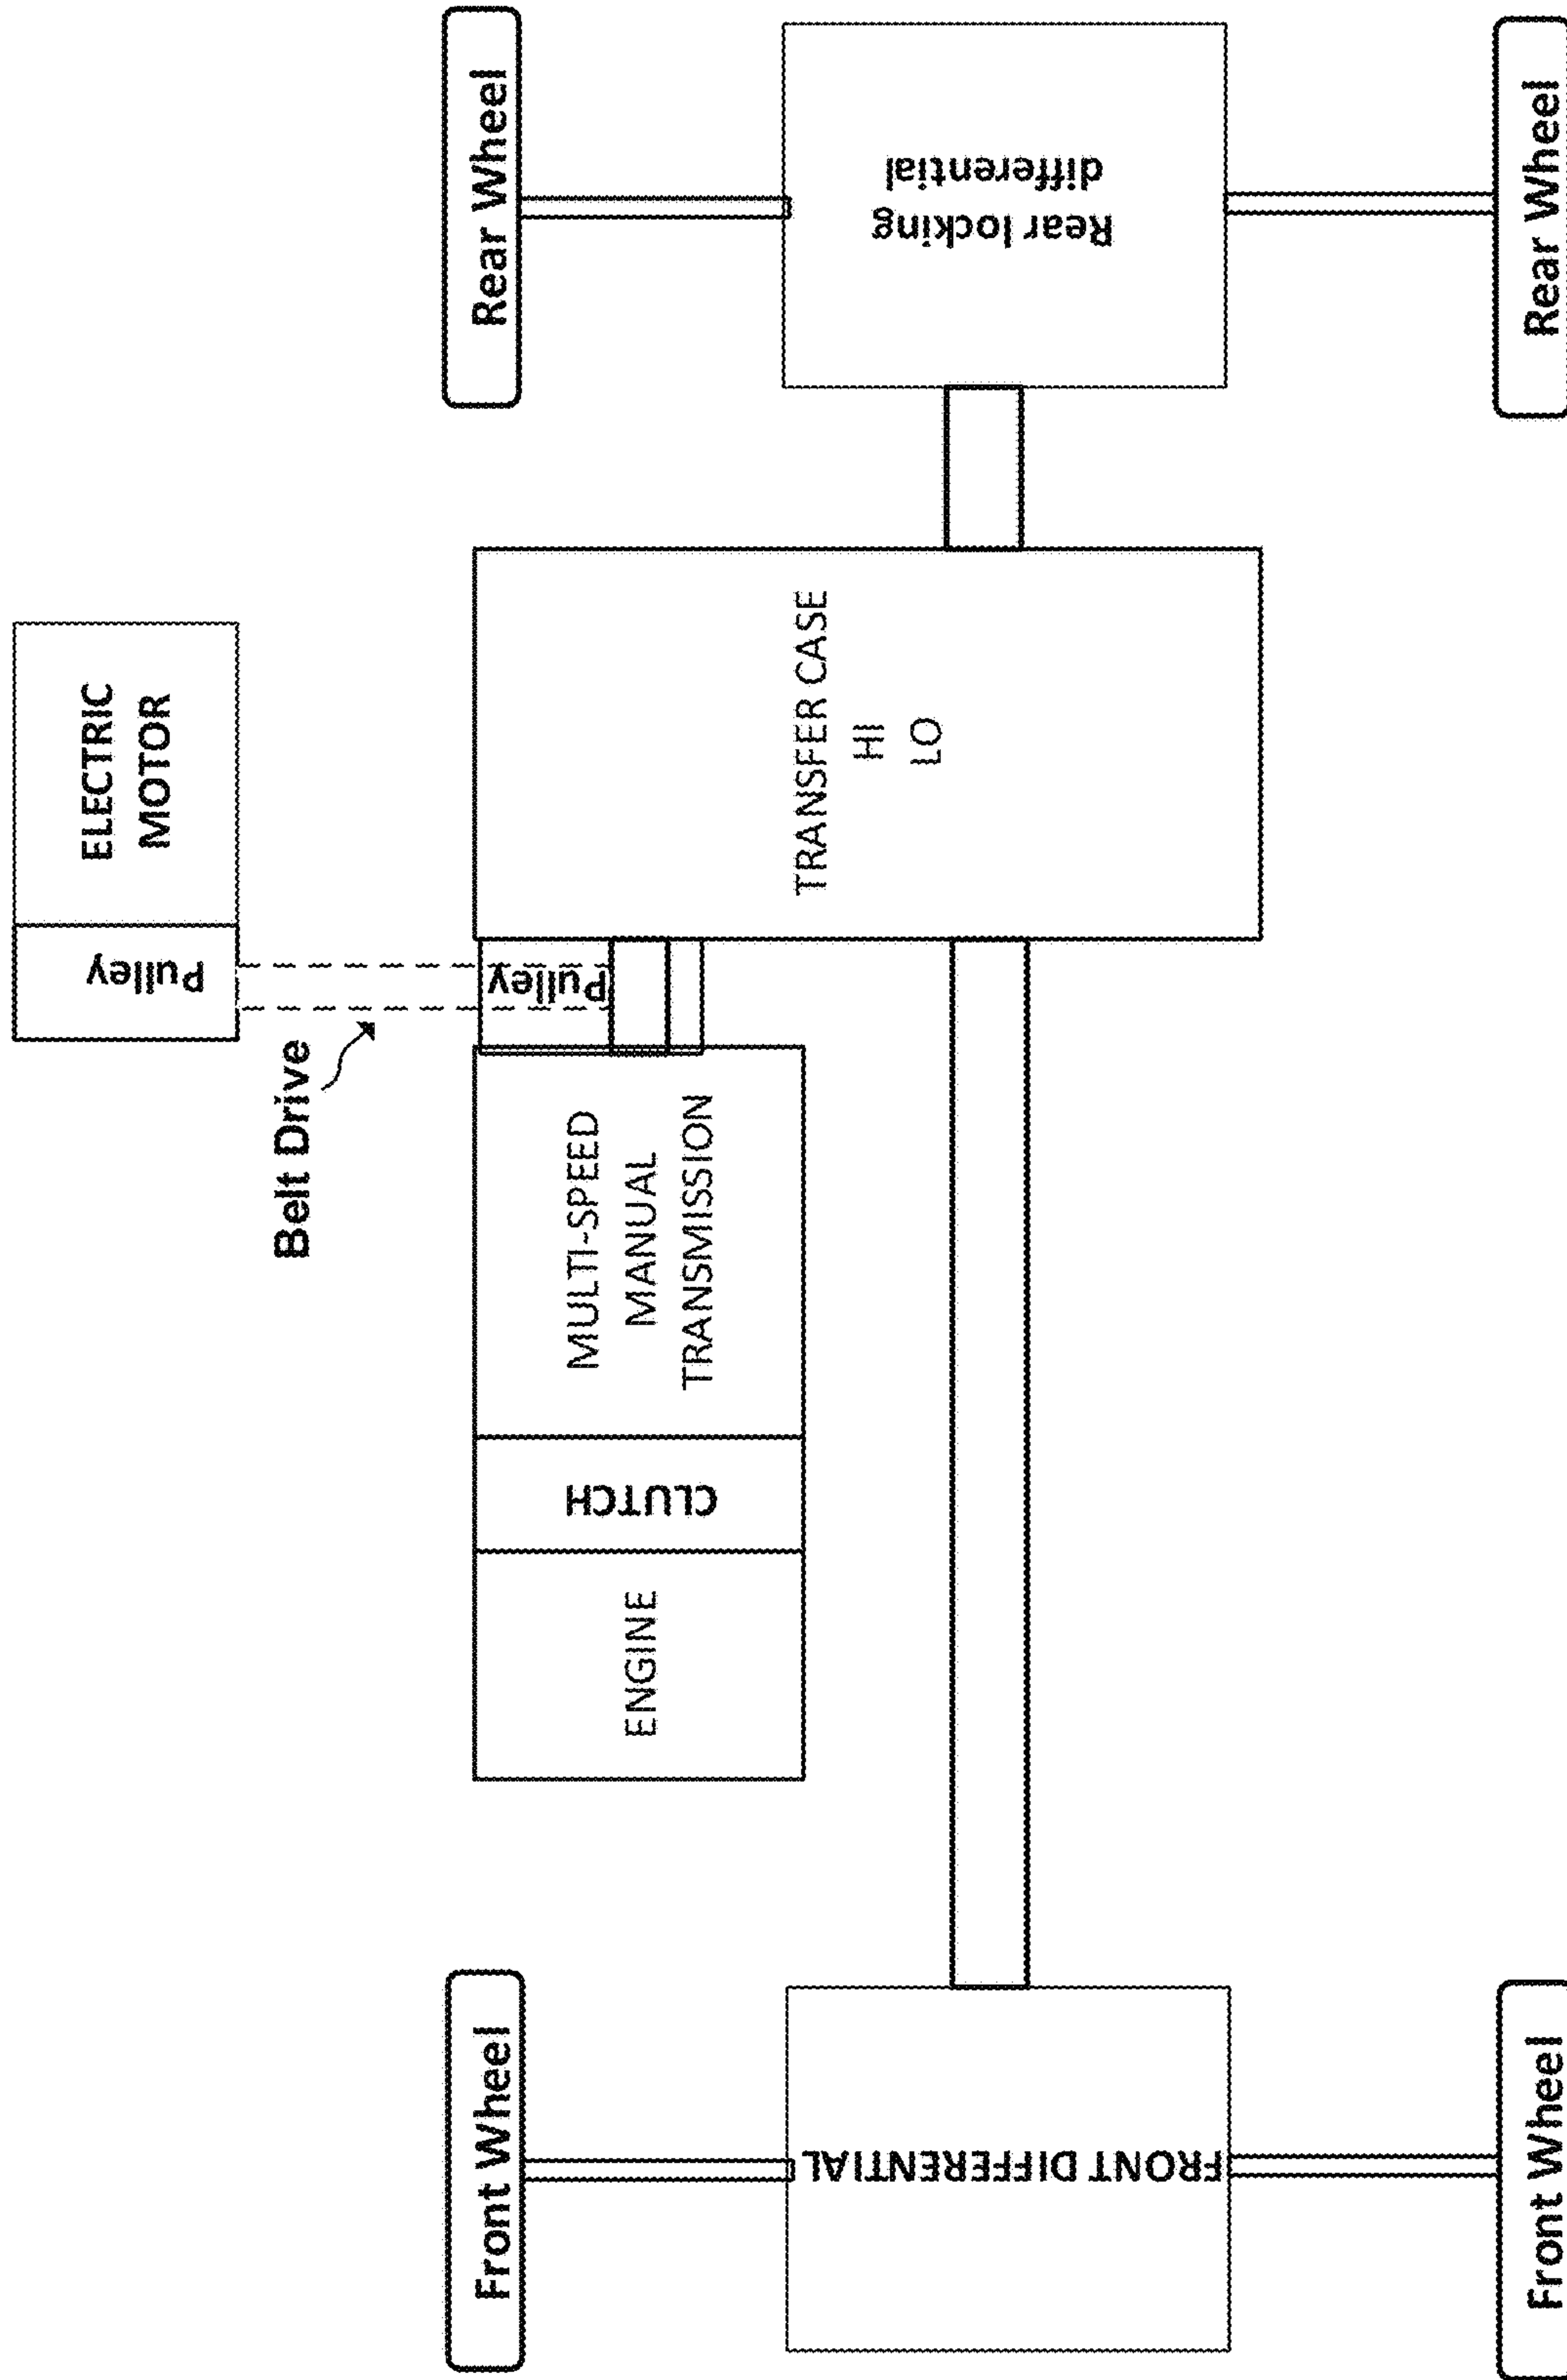 ELECTRIC
MOTOR
Pulley
Belt Drive
Front Wheel
ENGINE
CLUTCH
MULTI-SPEED
MANUAL
TRANSMISSION
Pulley
TRANSFER CASE
HI
LO
Rear Wheel
FRONT DIFFERENTIAL
Rear locking
differential
Front Wheel
Rear Wheel